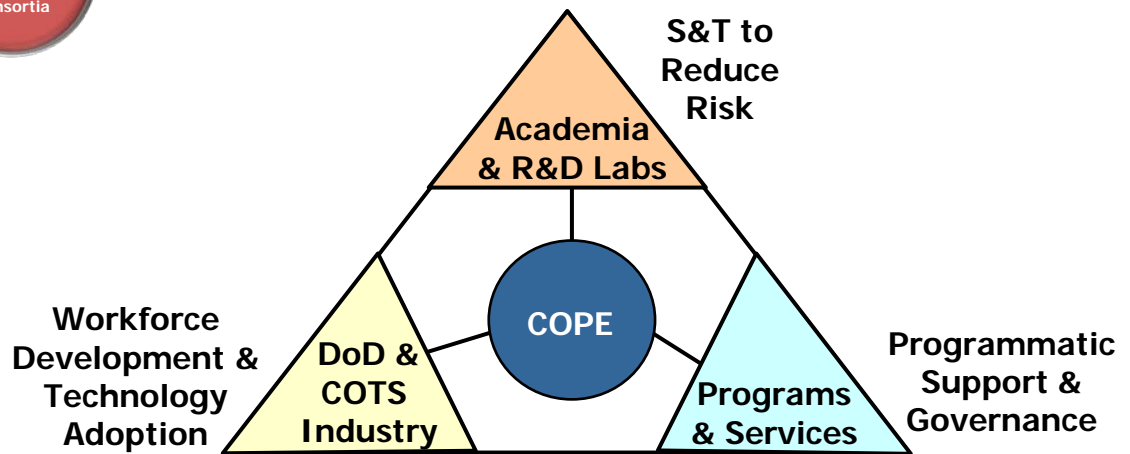 S&T to
Reduce
Risk
Academia
& R&D Labs
COPE
Workforce
Development &
Technology
Adoption
DoD &
COTS
Industry
Programs
& Services
Programmatic
Support &
Governance